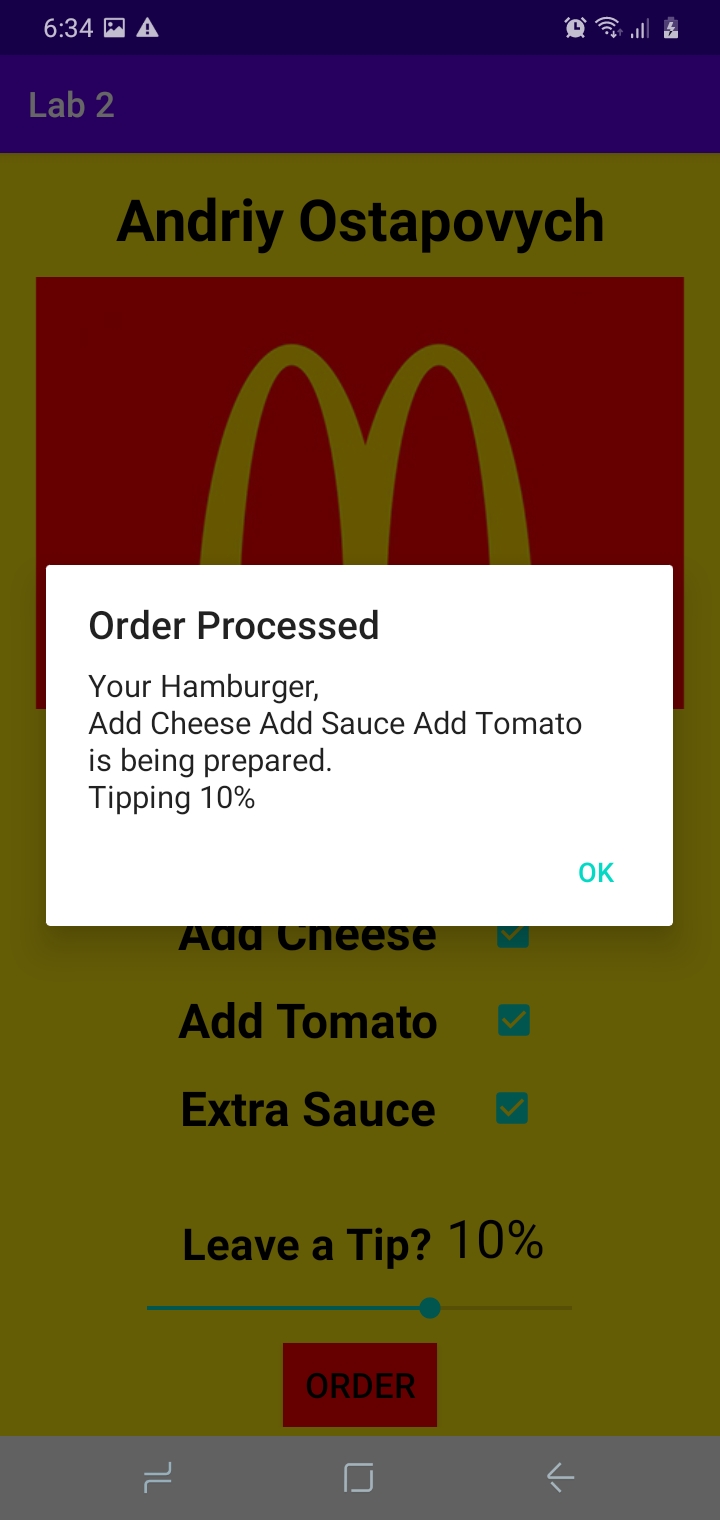 6:34
Lab 2
Andriy Ostapovych
Order Processed
Your Hamburger,
Add Cheese Add Sauce Add Tomato
is being prepared.
Tipping 10%
OK
Add Cheese
Add Tomato
Extra Sauce
Leave a Tip? 10%
ORDER